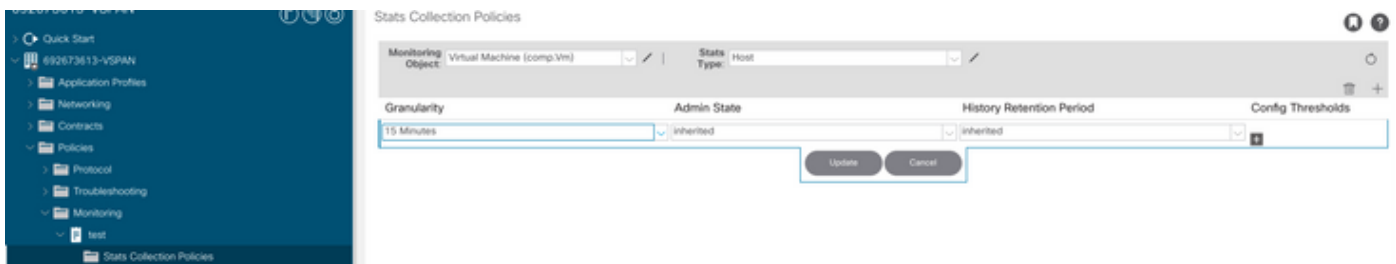 692673613-VSPAN
Quick Start
692673613-VSPAN
Application Profiles
Networking
Contracts
Policies
Protocol
Troubleshooting
Monitoring
test
Stats Collection Policies
Stats Collection Policies
Monitoring Object: Virtual Machine (comp.Vm)
Stats Type: Host
Granularity Admin State History Retention Period Config Thresholds
15 Minutes inherited inherited
Update Cancel